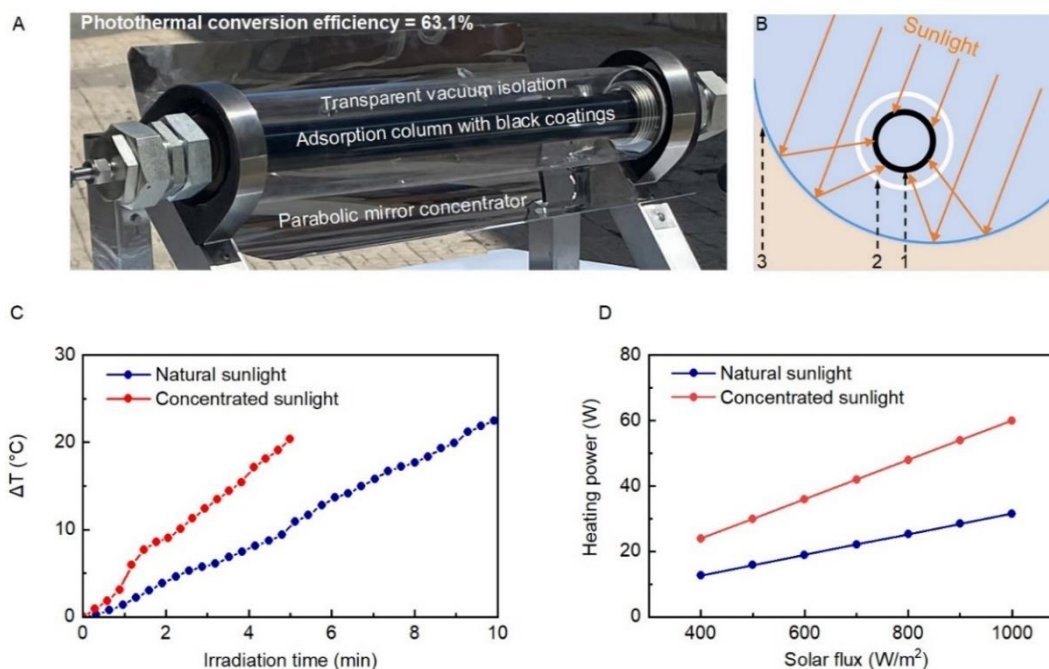 A
Photothermal conversion efficiency = 63.1%
Transparent vacuum isolation
Adsorption column with black coatings
Parabolic mirror concentrator
B
Sunlight
3
2
1
C
30
20
10
0
ΔT (°C)
Natural sunlight
Concentrated sunlight
0 2 4 6 8 10
Irradiation time (min)
D
80
60
40
20
0
Heating power (W)
Natural sunlight
Concentrated sunlight
400 600 800 1000
Solar flux (W/m²)